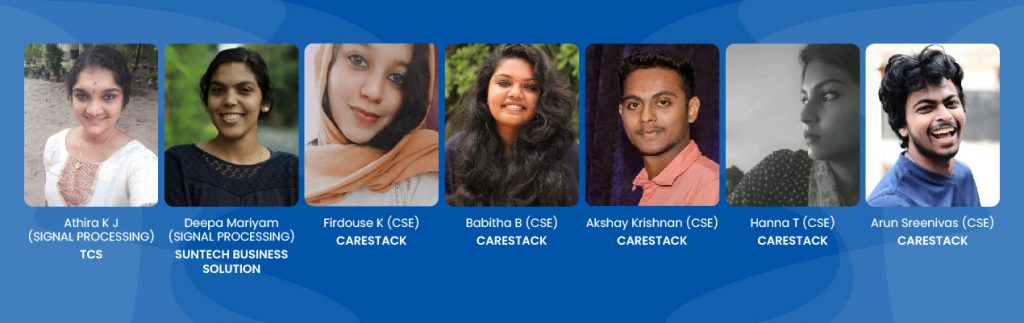 Athira K J
(SIGNAL PROCESSING)
TCS
Deepa Mariyam
(SIGNAL PROCESSING)
SUNTECH BUSINESS
SOLUTION
Firdouse K (CSE)
CARESTACK
Babitha B (CSE)
CARESTACK
Akshay Krishnan (CSE)
CARESTACK
Hanna T (CSE)
CARESTACK
Arun Sreenivas (CSE)
CARESTACK